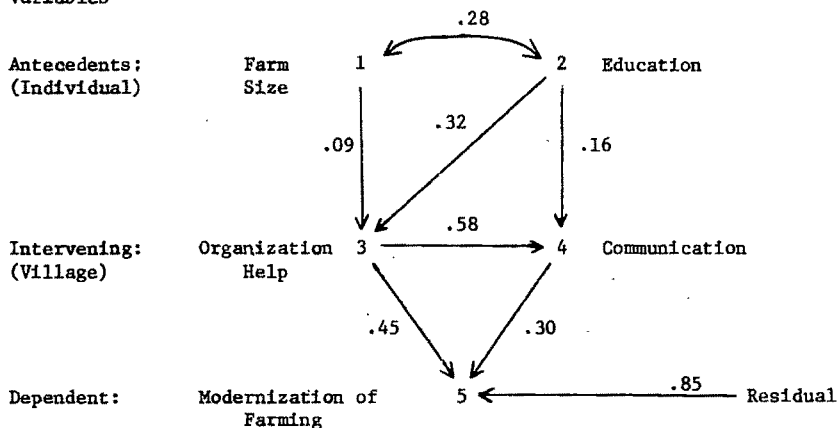 Variables
.28
Antecedents: Farm 1 2 Education
(Individual) Size
.32
.09 .16
.58
Intervening: Organization 3 4 Communication
(Village) Help
.45 .30
.85
Dependent: Modernization of 5 Residual
Farming